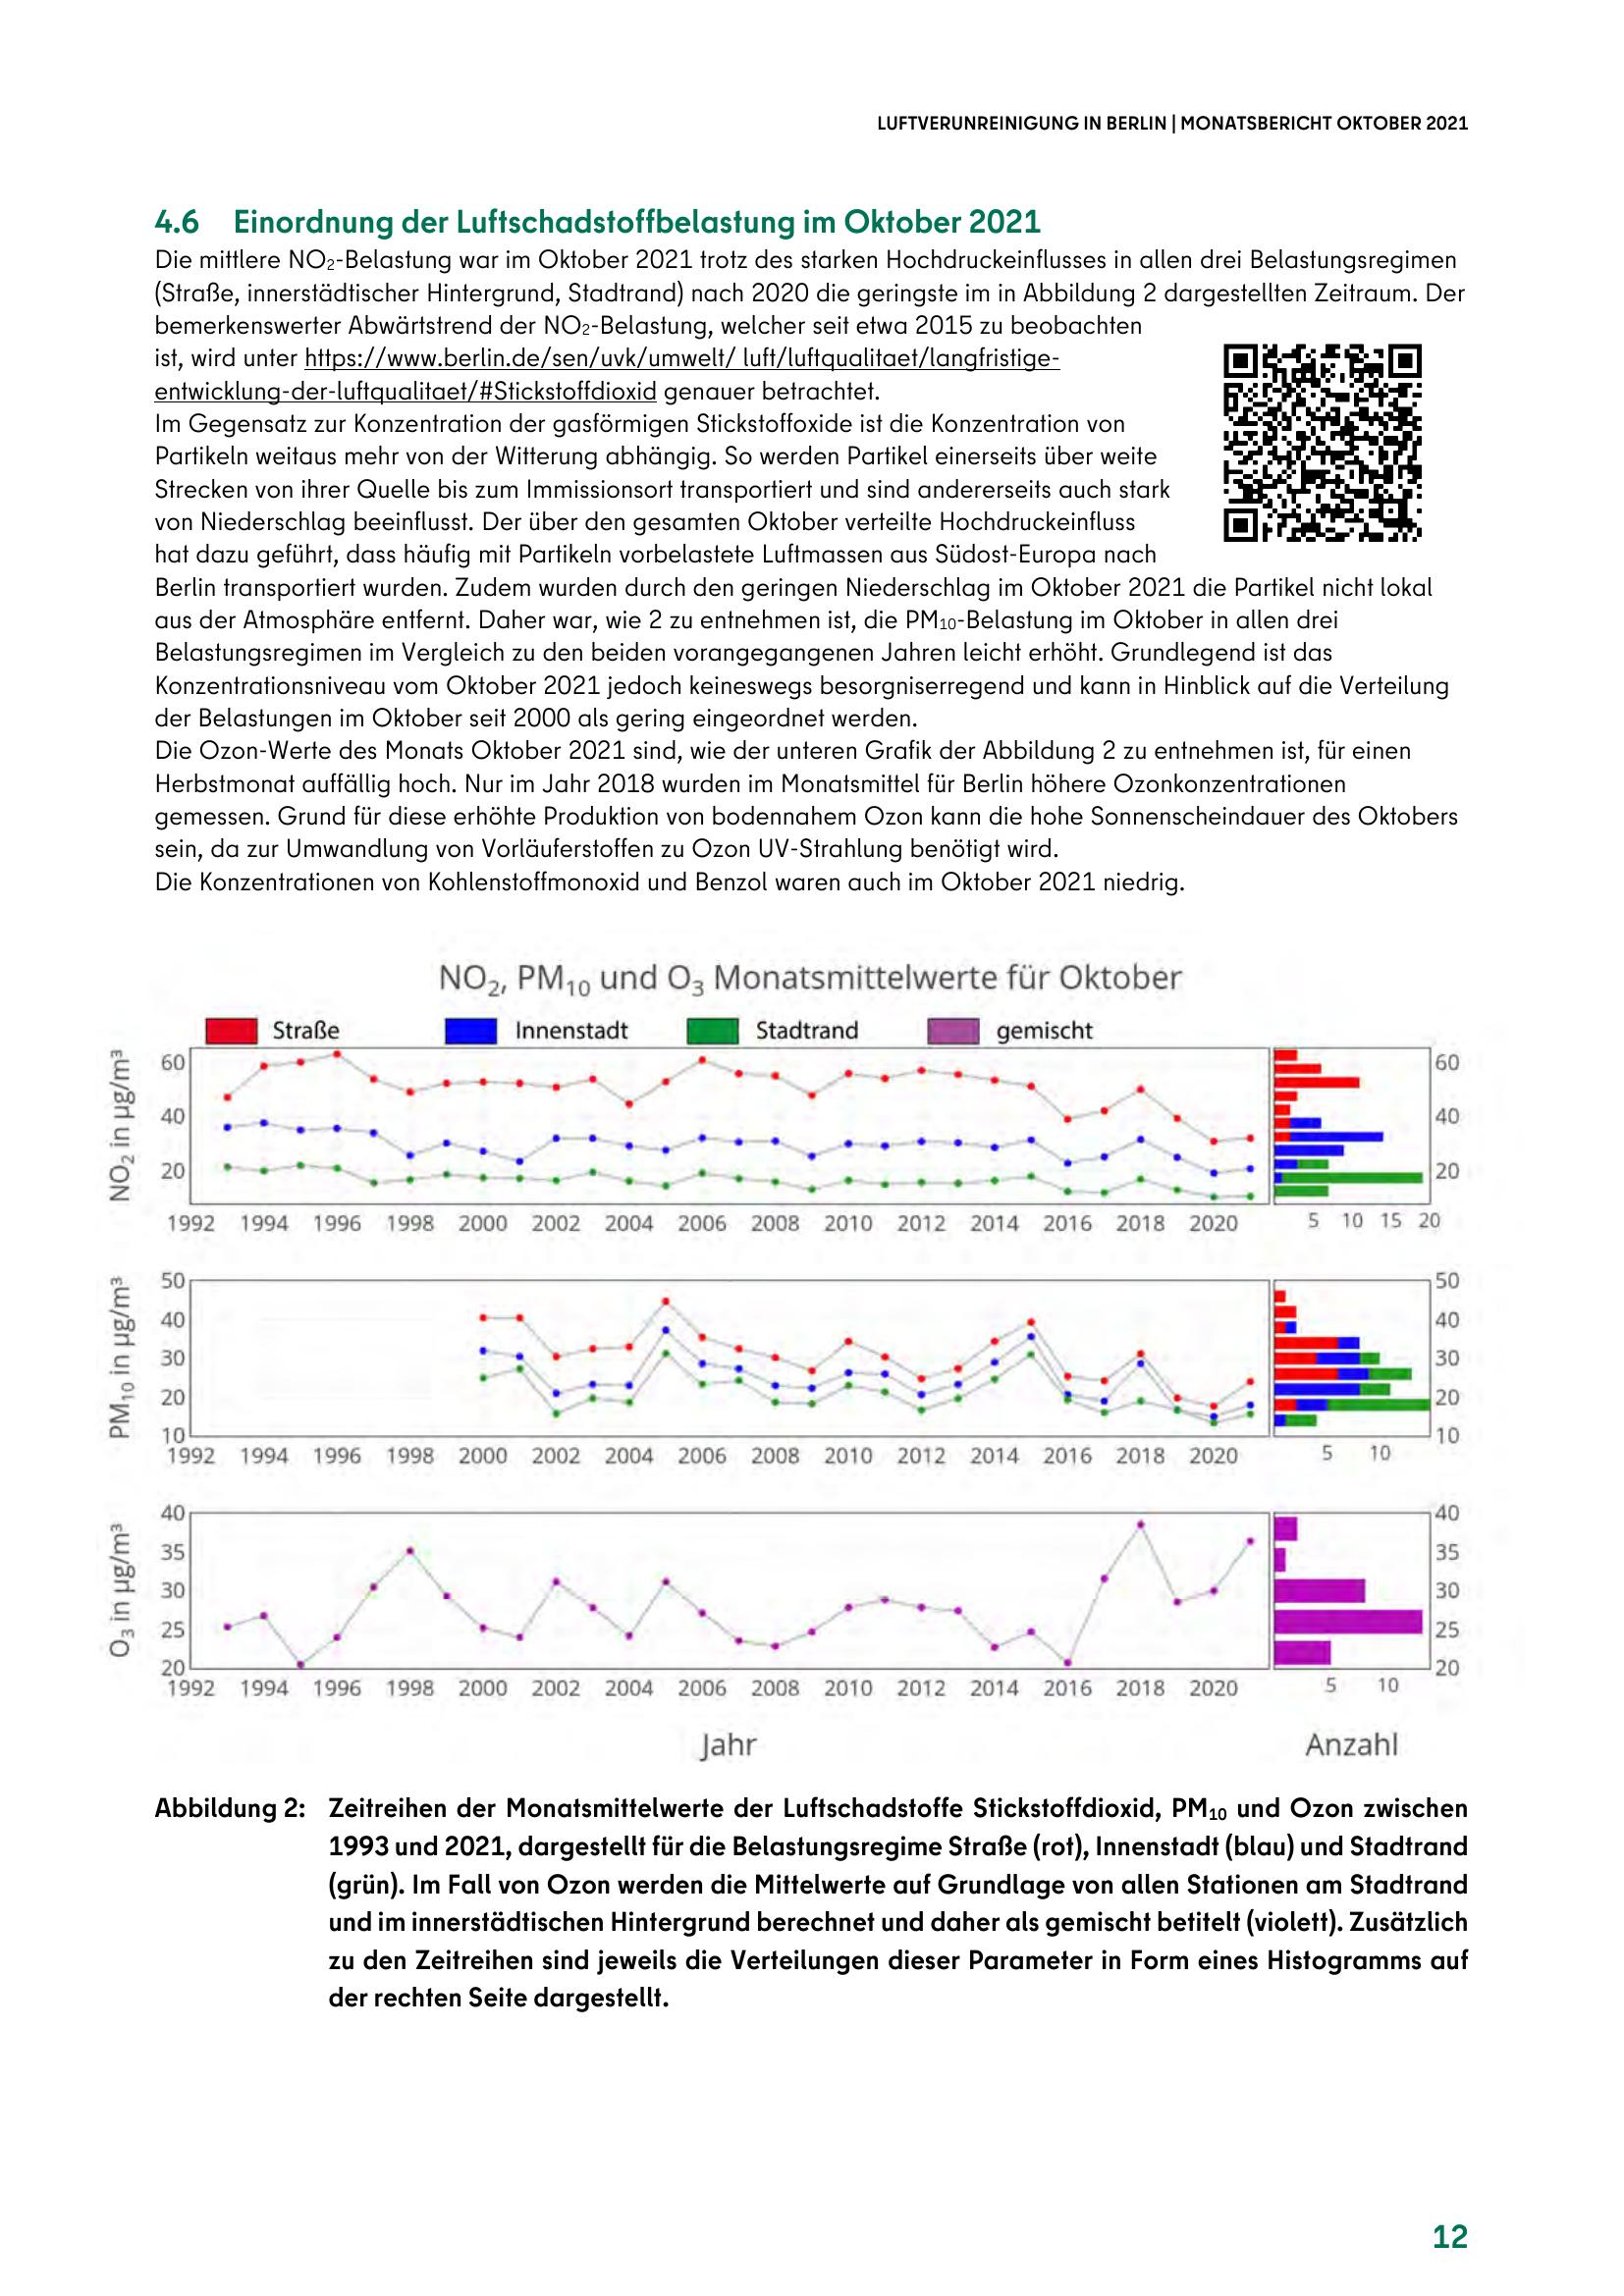 LUFTVERUNREINIGUNG IN BERLIN | MONATSBERICHT OKTOBER 2021
4.6 Einordnung der Luftschadstoffbelastung im Oktober 2021
Die mittlere NO₂-Belastung war im Oktober 2021 trotz des starken Hochdruckeinflusses in allen drei Belastungsregimen
(Straße, innerstädtischer Hintergrund, Stadtrand) nach 2020 die geringste im in Abbildung 2 dargestellten Zeitraum. Der
bemerkenswerter Abwärtstrend der NO₂-Belastung, welcher seit etwa 2015 zu beobachten
ist, wird unter https://www.berlin.de/sen/uvk/umwelt/ luft/luftqualitaet/langfristige-
entwicklung-der-luftqualitaet/#Stickstoffdioxid genauer betrachtet.
Im Gegensatz zur Konzentration der gasförmigen Stickstoffoxide ist die Konzentration von
Partikeln weitaus mehr von der Witterung abhängig. So werden Partikel einerseits über weite
Strecken von ihrer Quelle bis zum Immissionsort transportiert und sind andererseits auch stark
von Niederschlag beeinflusst. Der über den gesamten Oktober verteilte Hochdruckeinfluss
hat dazu geführt, dass häufig mit Partikeln vorbelastete Luftmassen aus Südost-Europa nach
Berlin transportiert wurden. Zudem wurden durch den geringen Niederschlag im Oktober 2021 die Partikel nicht lokal
aus der Atmosphäre entfernt. Daher war, wie 2 zu entnehmen ist, die PM₁₀-Belastung im Oktober in allen drei
Belastungsregimen im Vergleich zu den beiden vorangegangenen Jahren leicht erhöht. Grundlegend ist das
Konzentrationsniveau vom Oktober 2021 jedoch keineswegs besorgniserregend und kann in Hinblick auf die Verteilung
der Belastungen im Oktober seit 2000 als gering eingeordnet werden.
Die Ozon-Werte des Monats Oktober 2021 sind, wie der unteren Grafik der Abbildung 2 zu entnehmen ist, für einen
Herbstmonat auffällig hoch. Nur im Jahr 2018 wurden im Monatsmittel für Berlin höhere Ozonkonzentrationen
gemessen. Grund für diese erhöhte Produktion von bodennahem Ozon kann die hohe Sonnenscheindauer des Oktobers
sein, da zur Umwandlung von Vorläuferstoffen zu Ozon UV-Strahlung benötigt wird.
Die Konzentrationen von Kohlenstoffmonoxid und Benzol waren auch im Oktober 2021 niedrig.
NO₂, PM₁₀ und O₃ Monatsmittelwerte für Oktober
Straße Innenstadt Stadtrand gemischt
NO₂ in µg/m³
60 60
40 40
20 20
1992 1994 1996 1998 2000 2002 2004 2006 2008 2010 2012 2014 2016 2018 2020 5 10 15 20
PM₁₀ in µg/m³
50 50
40 40
30 30
20 20
10 10
1992 1994 1996 1998 2000 2002 2004 2006 2008 2010 2012 2014 2016 2018 2020 5 10
O₃ in µg/m³
40 40
35 35
30 30
25 25
20 20
1992 1994 1996 1998 2000 2002 2004 2006 2008 2010 2012 2014 2016 2018 2020 5 10
Jahr Anzahl
Abbildung 2: Zeitreihen der Monatsmittelwerte der Luftschadstoffe Stickstoffdioxid, PM₁₀ und Ozon zwischen
1993 und 2021, dargestellt für die Belastungsregime Straße (rot), Innenstadt (blau) und Stadtrand
(grün). Im Fall von Ozon werden die Mittelwerte auf Grundlage von allen Stationen am Stadtrand
und im innerstädtischen Hintergrund berechnet und daher als gemischt betitelt (violett). Zusätzlich
zu den Zeitreihen sind jeweils die Verteilungen dieser Parameter in Form eines Histogramms auf
der rechten Seite dargestellt.
12